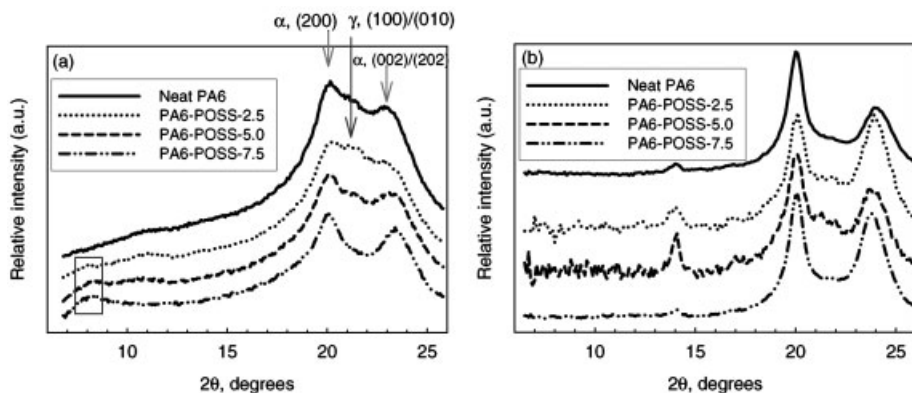 α, (200) γ, (100)/(010)
(a) α, (002)/(202)
Neat PA6
PA6-POSS-2.5
PA6-POSS-5.0
PA6-POSS-7.5
Relative intensity (a.u.)
10 15 20 25
2θ, degrees
(b)
Neat PA6
PA6-POSS-2.5
PA6-POSS-5.0
PA6-POSS-7.5
Relative intensity (a.u.)
10 15 20 25
2θ, degrees